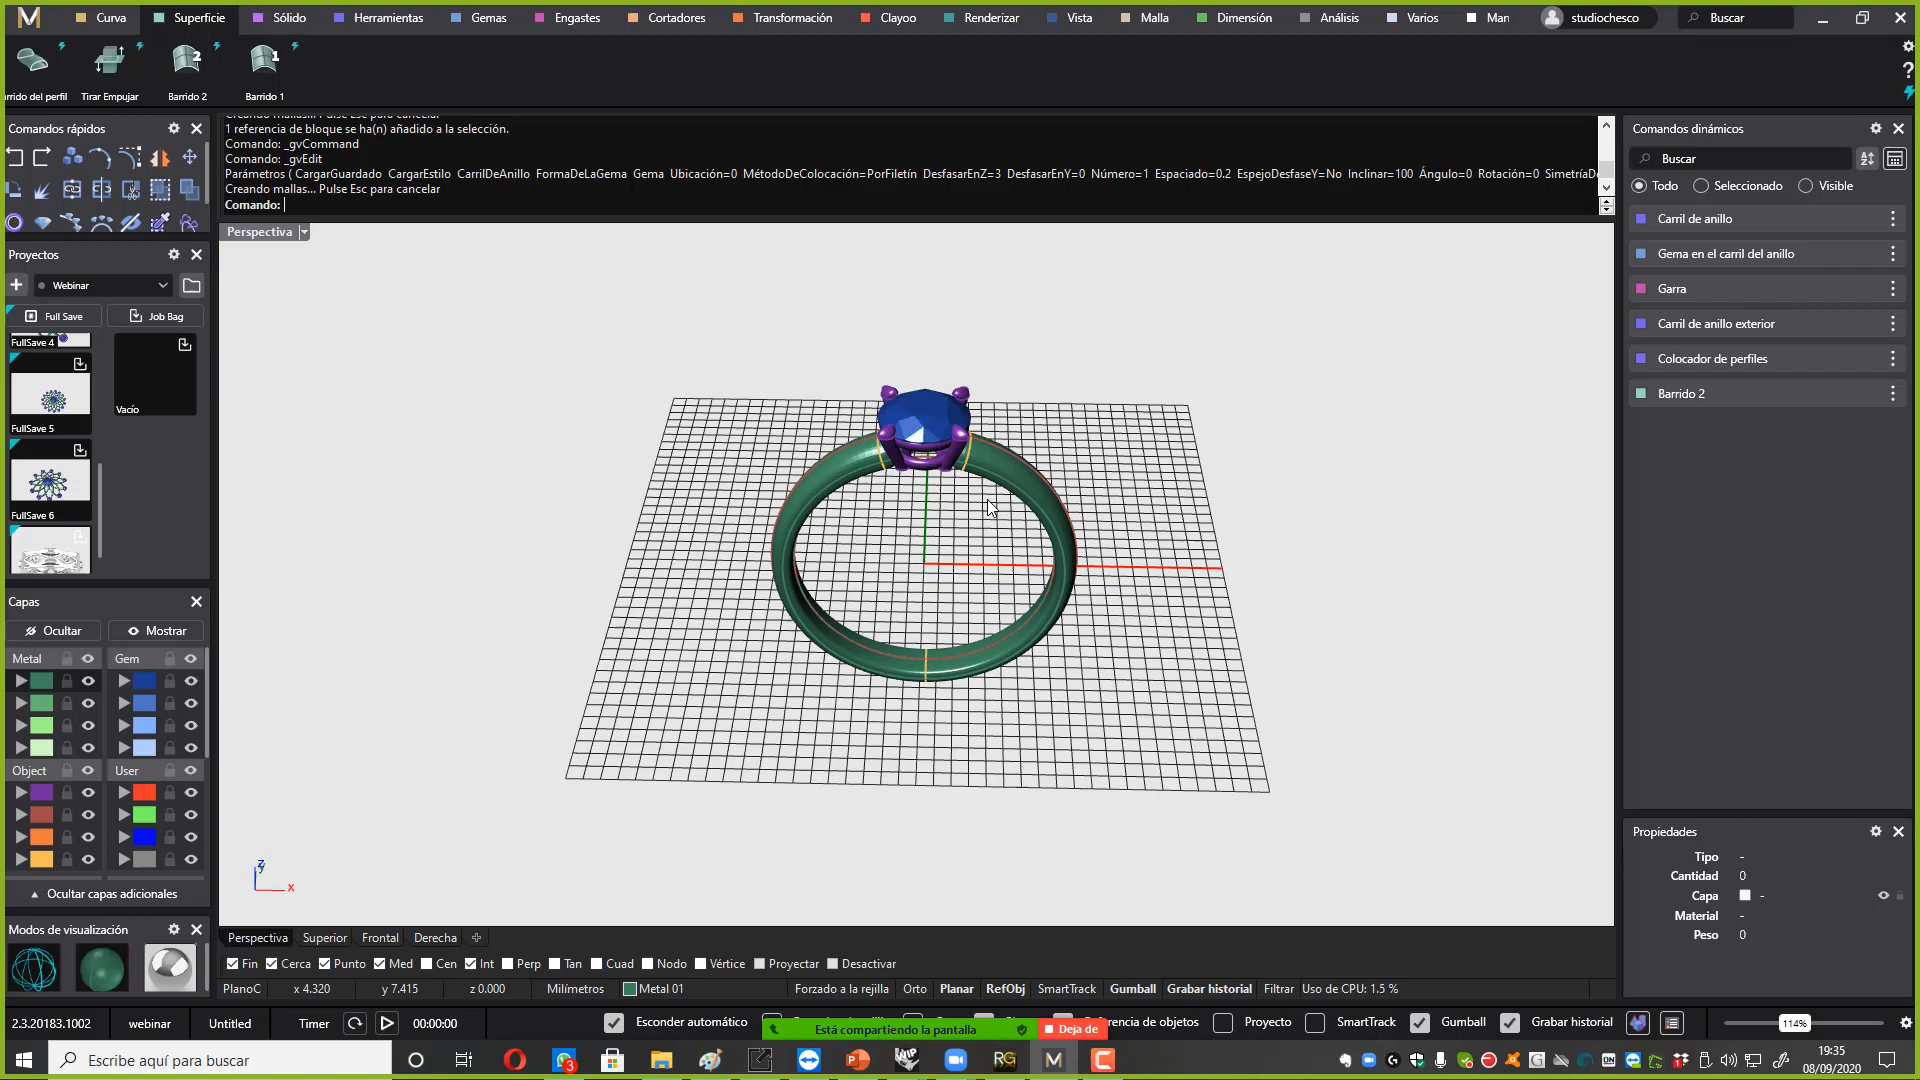 Curva
Superficie
Sólido
Herramientas
Gemas
Engastes
Cortadores
Transformación
Clayoo
Renderizar
Vista
Malla
Dimensión
Análisis
Varios
Man
studiochesco
Buscar
rrido del perfil
Tirar Empujar
2
Barrido 2
1
Barrido 1
Comandos rápidos
1 referencia de bloque se ha(n) añadido a la selección.
Comando: _gvCommand
Comando: _gvEdit
Parámetros ( CargarGuardado CargarEstilo CarrilDeAnillo FormaDeLaGema Gema Ubicación=0 MétodoDeColocación=PorFiletín DesfasarEnZ=3 DesfasarEnY=0 Número=1 Espaciado=0.2 EspejoDesfaseY=No Inclinar=100 Ángulo=0 Rotación=0 SimetríaDe
Creando mallas... Pulse Esc para cancelar
Comando:
Perspectiva
Proyectos
Webinar
Full Save
Job Bag
FullSave 4
Vacío
FullSave 5
FullSave 6
Capas
Ocultar
Mostrar
Metal
Gem
Object
User
Ocultar capas adicionales
Modos de visualización
z
y
x
Comandos dinámicos
Buscar
Todo
Seleccionado
Visible
Carril de anillo
Gema en el carril del anillo
Garra
Carril de anillo exterior
Colocador de perfiles
Barrido 2
Propiedades
Tipo -
Cantidad 0
Capa -
Material -
Peso 0
Perspectiva
Superior
Frontal
Derecha
Fin
Cerca
Punto
Med
Cen
Int
Perp
Tan
Cuad
Nodo
Vértice
Proyectar
Desactivar
PlanoC
x 4.320
y 7.415
z 0.000
Milímetros
Metal 01
Forzado a la rejilla
Orto
Planar
RefObj
SmartTrack
Gumball
Grabar historial
Filtrar
Uso de CPU: 1.5 %
2.3.20183.1002
webinar
Untitled
Timer
00:00:00
Esconder automático
Está compartiendo la pantalla
Deja de
erencia de objetos
Proyecto
SmartTrack
Gumball
Grabar historial
114%
Escribe aquí para buscar
3
RG
19:35
08/09/2020